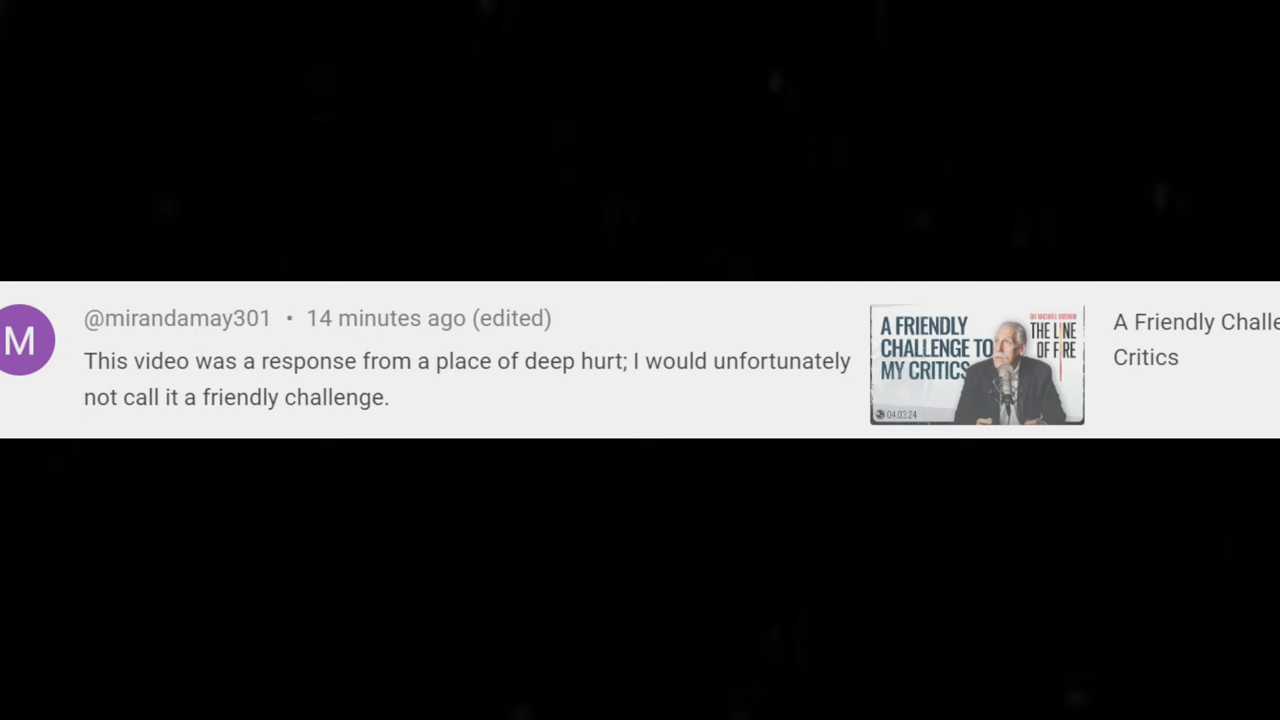 M
@mirandamay301 • 14 minutes ago (edited)
This video was a response from a place of deep hurt; I would unfortunately
not call it a friendly challenge.
A FRIENDLY
CHALLENGE TO
MY CRITICS
DR. MICHAEL BROWN
THE LINE
OF FIRE
04.03.24
A Friendly Challe
Critics